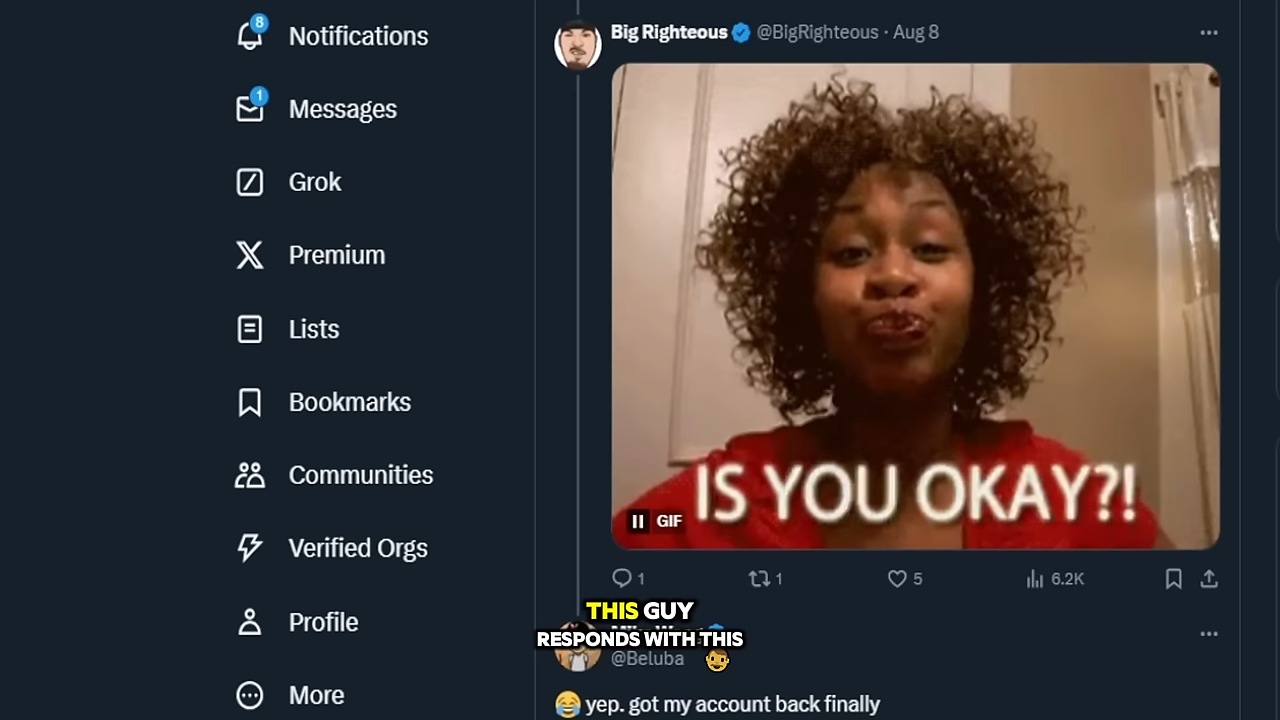 8
Notifications
1
Messages
Grok
Premium
Lists
Bookmarks
Communities
Verified Orgs
Profile
More
Big Righteous @BigRighteous · Aug 8
IS YOU OKAY?!
GIF
1 1 5 6.2K
THIS GUY
RESPONDS WITH THIS
@Beluba
😂 yep. got my account back finally